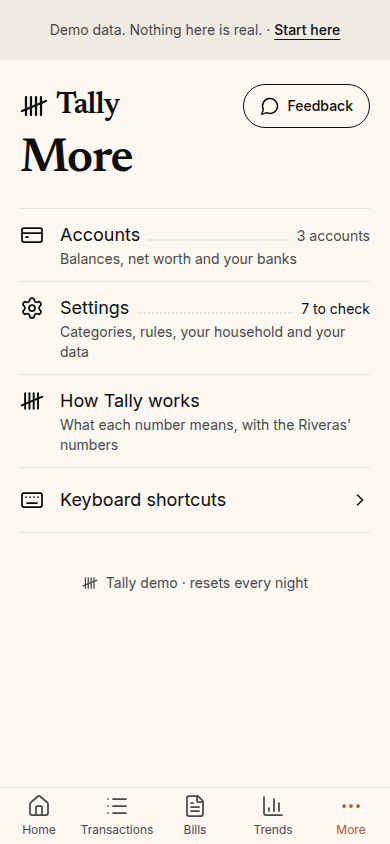 Demo data. Nothing here is real. · Start here
Tally
Feedback
More
Accounts 3 accounts
Balances, net worth and your banks
Settings 7 to check
Categories, rules, your household and your
data
How Tally works
What each number means, with the Riveras'
numbers
Keyboard shortcuts
Tally demo · resets every night
Home Transactions Bills Trends More